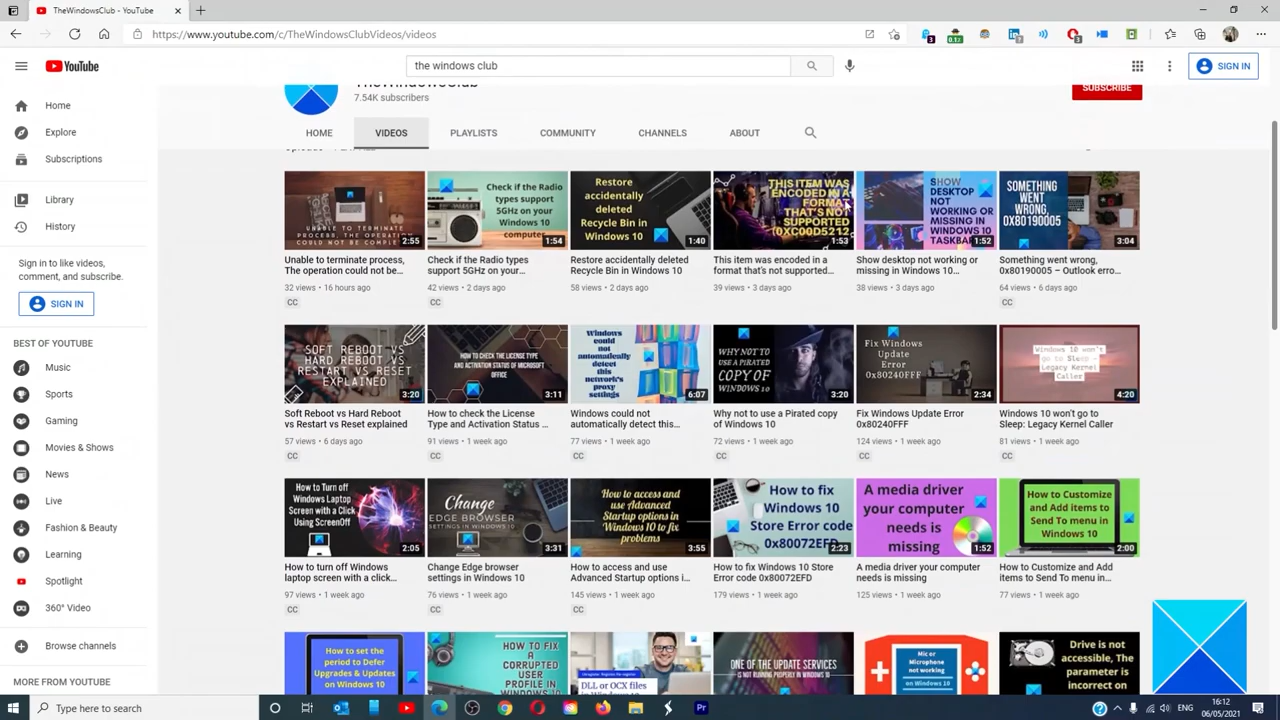 TheWindowsClub - YouTube
https://www.youtube.com/c/TheWindowsClubVideos/videos
YouTube
the windows club
SIGN IN
7.54K subscribers
SUBSCRIBE
HOME
VIDEOS
PLAYLISTS
COMMUNITY
CHANNELS
ABOUT
Home
Explore
Subscriptions
Library
History
Sign in to like videos,
comment, and subscribe.
SIGN IN
BEST OF YOUTUBE
Music
Sports
Gaming
Movies & Shows
News
Live
Fashion & Beauty
Learning
Spotlight
360° Video
Browse channels
MORE FROM YOUTUBE
UNABLE TO TERMINATE
PROCESS, THE OPERATION
COULD NOT BE
2:55
Unable to terminate process,
The operation could not be...
32 views • 16 hours ago
CC
Check if the Radio
types support
5GHz on your
Windows 10
computer
1:54
Check if the Radio types
support 5GHz on your...
42 views • 2 days ago
CC
Restore
accidentally
deleted
Recycle Bin in
Windows 10
1:40
Restore accidentally deleted
Recycle Bin in Windows 10
58 views • 2 days ago
THIS ITEM WAS
ENCODED IN A
FORMAT
THAT'S NOT
SUPPORTED
(0XC00D5212
1:53
This item was encoded in a
format that's not supported...
39 views • 3 days ago
SHOW
DESKTOP
NOT
WORKING OR
MISSING IN
WINDOWS 10
TASKBAR
1:52
Show desktop not working or
missing in Windows 10...
38 views • 3 days ago
SOMETHING
WENT
WRONG,
0X80190005
3:04
Something went wrong,
0x80190005 – Outlook erro...
64 views • 6 days ago
CC
SOFT REBOOT VS
HARD REBOOT VS
RESTART VS RESET
EXPLAINED
3:20
Soft Reboot vs Hard Reboot
vs Restart vs Reset explained
57 views • 6 days ago
CC
HOW TO CHECK THE LICENSE TYPE
AND ACTIVATION STATUS OF MICROSOFT
OFFICE
3:11
How to check the License
Type and Activation Status ...
91 views • 1 week ago
CC
Windows
could not
automatically
detect this
network's
proxy
settings
6:07
Windows could not
automatically detect this...
77 views • 1 week ago
CC
WHY NOT TO
USE A
PIRATED
COPY OF
WINDOWS 10
3:20
Why not to use a Pirated copy
of Windows 10
72 views • 1 week ago
CC
Fix Windows
Update
Error
0x80240FFF
2:34
Fix Windows Update Error
0x80240FFF
124 views • 1 week ago
CC
Windows 10 won't
go to Sleep -
Legacy Kernel
Caller
4:20
Windows 10 won't go to
Sleep: Legacy Kernel Caller
81 views • 1 week ago
CC
How to Turn off
Windows Laptop
Screen with a Click
Using ScreenOff
2:05
How to turn off Windows
laptop screen with a click...
97 views • 1 week ago
CC
Change
EDGE BROWSER
SETTINGS IN WINDOWS 10
3:31
Change Edge browser
settings in Windows 10
76 views • 1 week ago
CC
How to access and
use Advanced
Startup options in
Windows 10 to fix
problems
3:55
How to access and use
Advanced Startup options i...
145 views • 1 week ago
CC
How to fix
Windows 10
Store Error code
0x80072EFD
2:23
How to fix Windows 10 Store
Error code 0x80072EFD
179 views • 1 week ago
A media driver
your computer
needs is
missing
1:52
A media driver your computer
needs is missing
125 views • 1 week ago
How to Customize
and Add items to
Send To menu in
Windows 10
2:00
How to Customize and Add
items to Send To menu in...
77 views • 1 week ago
How to set the
period to Defer
Upgrades & Updates
on Windows 10
HOW TO FIX
A
CORRUPTED
USER PROFILE
IN WINDOWS
DLL or OCX files
ONE OF THE UPDATE SERVICES
IS NOT RUNNING PROPERLY IN WINDOWS 10
Mic or
Microphone not
working
on Windows 10
Drive is not
accessible, The
parameter is
incorrect on
Type here to search
ENG
16:12
06/05/2021